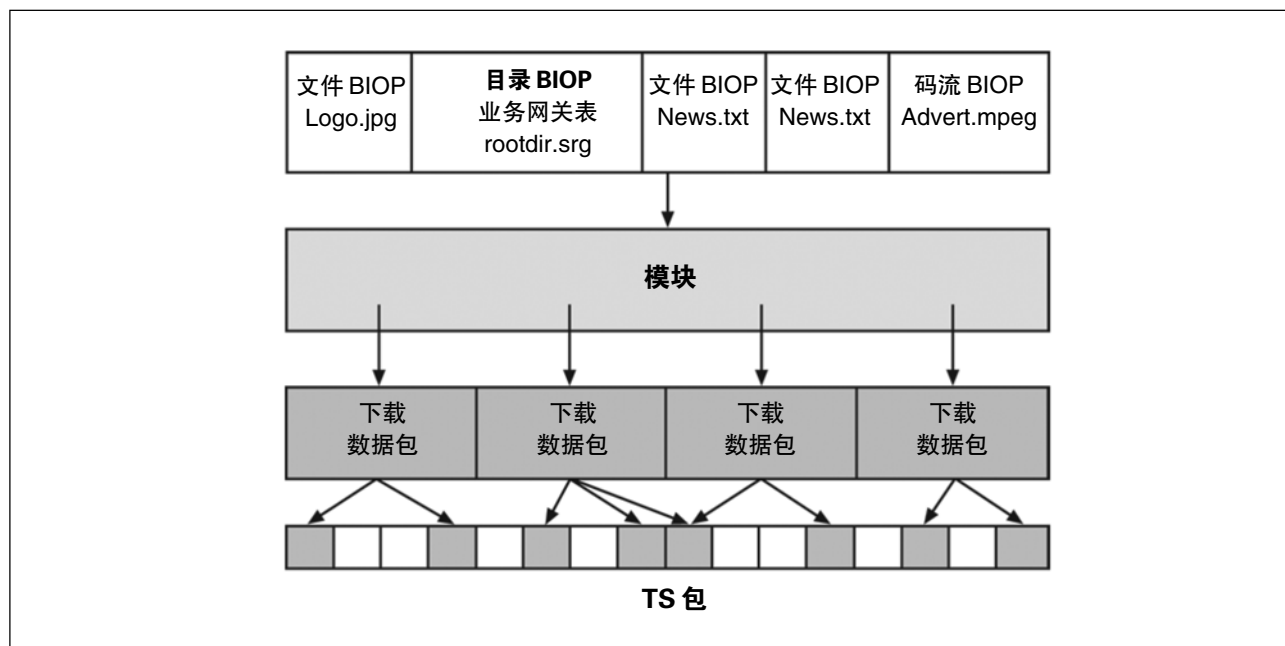 文件 BIOP
Logo.jpg
目录 BIOP
业务网关表
rootdir.srg
文件 BIOP
News.txt
文件 BIOP
News.txt
码流 BIOP
Advert.mpeg
模块
下载
数据包
下载
数据包
下载
数据包
下载
数据包
TS 包